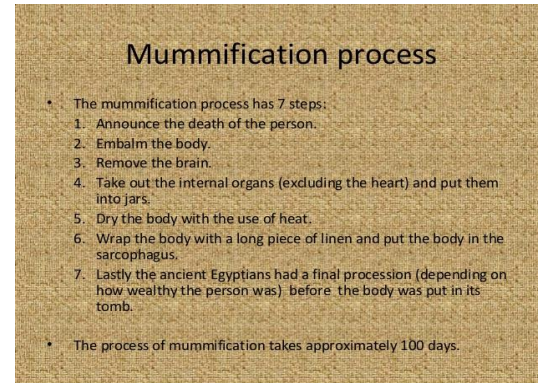 Mummification process
• The mummification process has 7 steps:
1. Announce the death of the person.
2. Embalm the body.
3. Remove the brain.
4. Take out the internal organs (excluding the heart) and put them
into jars.
5. Dry the body with the use of heat.
6. Wrap the body with a long piece of linen and put the body in the
sarcophagus.
7. Lastly the ancient Egyptians had a final procession (depending on
how wealthy the person was) before the body was put in its
tomb.
• The process of mummification takes approximately 100 days.